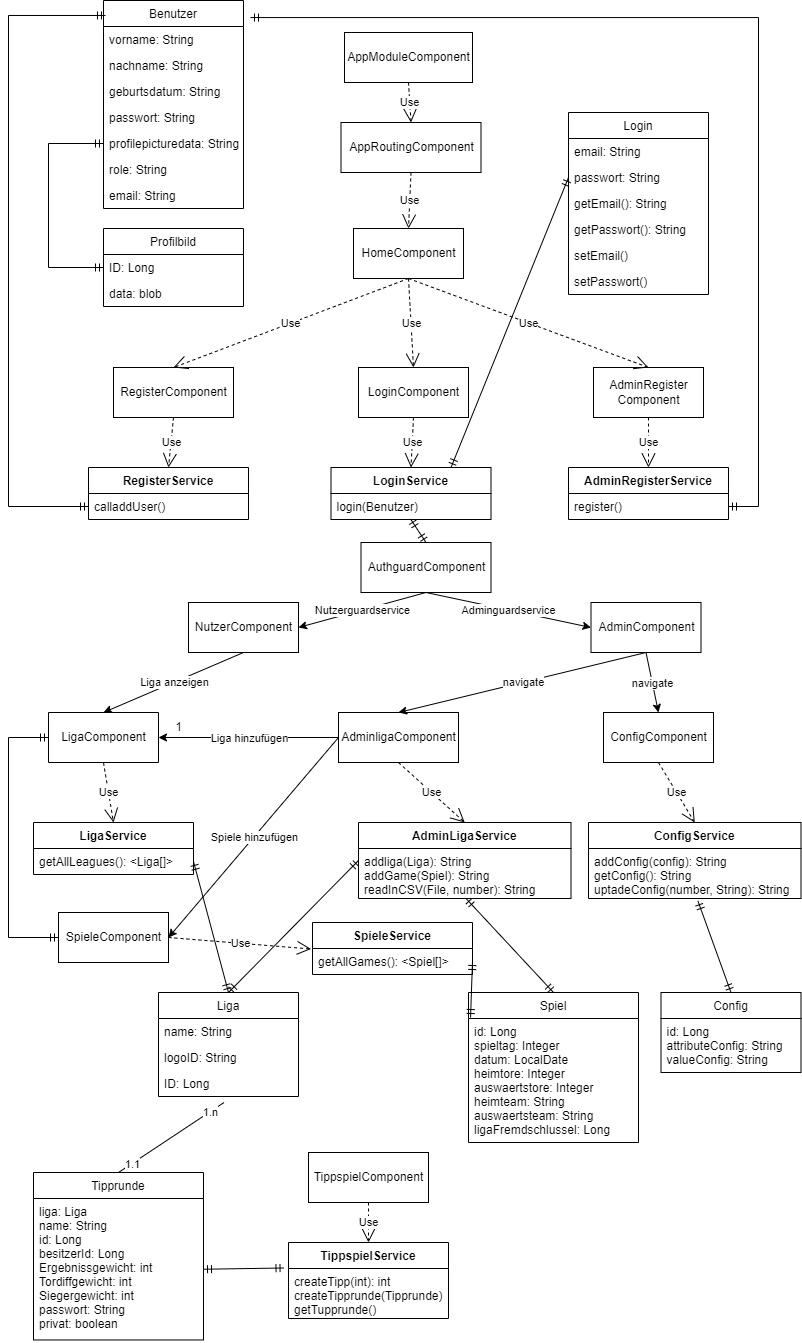 Benutzer
vorname: String
nachname: String
geburtsdatum: String
passwort: String
profilepicturedata: String
role: String
email: String
Profilbild
ID: Long
data: blob
AppModuleComponent
Use
AppRoutingComponent
Use
HomeComponent
Login
email: String
passwort: String
getEmail(): String
getPasswort(): String
setEmail()
setPasswort()
Use
Use
Use
RegisterComponent
LoginComponent
AdminRegister
Component
Use
Use
Use
RegisterService
calladdUser()
LoginService
login(Benutzer)
AdminRegisterService
register()
AuthguardComponent
Nutzerguardservice
Adminguardservice
NutzerComponent
AdminComponent
Liga anzeigen
navigate
navigate
LigaComponent
1
Liga hinzufügen
AdminligaComponent
ConfigComponent
Use
Use
Use
Spiele hinzufügen
LigaService
getAllLeagues(): <Liga[]>
AdminLigaService
addliga(Liga): String
addGame(Spiel): String
readInCSV(File, number): String
ConfigService
addConfig(config): String
getConfig(): String
uptadeConfig(number, String): String
SpieleComponent
Use
SpieleService
getAllGames(): <Spiel[]>
Liga
name: String
logoID: String
ID: Long
Spiel
id: Long
spieltag: Integer
datum: LocalDate
heimtore: Integer
auswaertstore: Integer
heimteam: String
auswaertsteam: String
ligaFremdschlussel: Long
Config
id: Long
attributeConfig: String
valueConfig: String
1.n
1.1
Tipprunde
liga: Liga
name: String
id: Long
besitzerId: Long
Ergebnissgewicht: int
Tordiffgewicht: int
Siegergewicht: int
passwort: String
privat: boolean
TippspielComponent
Use
TippspielService
createTipp(int): int
createTipprunde(Tipprunde)
getTupprunde()